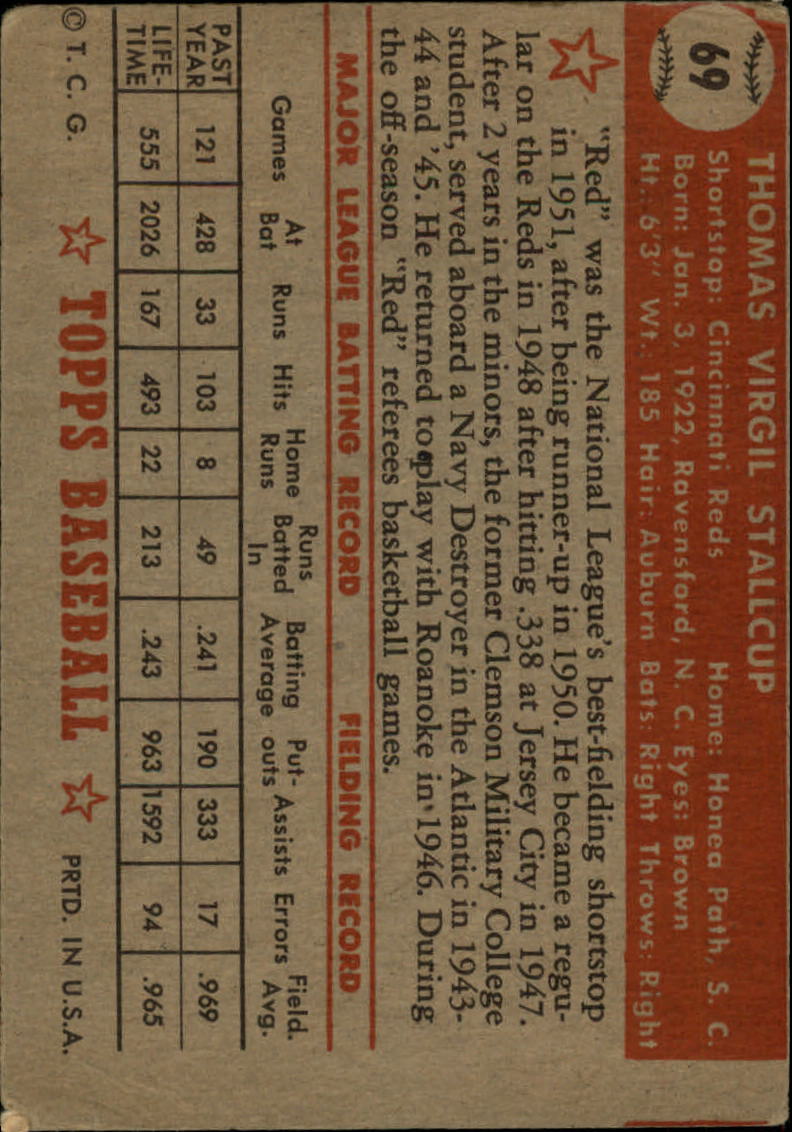 69
THOMAS VIRGIL STALLCUP
Shortstop: Cincinnati Reds Home: Honea Path, S. C.
Born: Jan. 3, 1922, Ravensford, N. C. Eyes: Brown
Ht.: 6'3" Wt.: 185 Hair: Auburn Bats: Right Throws: Right
"Red" was the National League's best-fielding shortstop
in 1951, after being runner-up in 1950. He became a regu-
lar on the Reds in 1948 after hitting .338 at Jersey City in 1947.
After 2 years in the minors, the former Clemson Military College
student, served aboard a Navy Destroyer in the Atlantic in 1943-
44 and '45. He returned to play with Roanoke in 1946. During
the off-season "Red" referees basketball games.
MAJOR LEAGUE BATTING RECORD FIELDING RECORD
Games At Bat Runs Hits Home Runs Runs Batted In Batting Average Put-outs Assists Errors Field. Avg.
PAST YEAR 121 428 33 103 8 49 .241 190 333 17 .969
LIFE-TIME 555 2026 167 493 22 213 .243 963 1592 94 .965
© T. C. G. TOPPS BASEBALL PRTD. IN U.S.A.